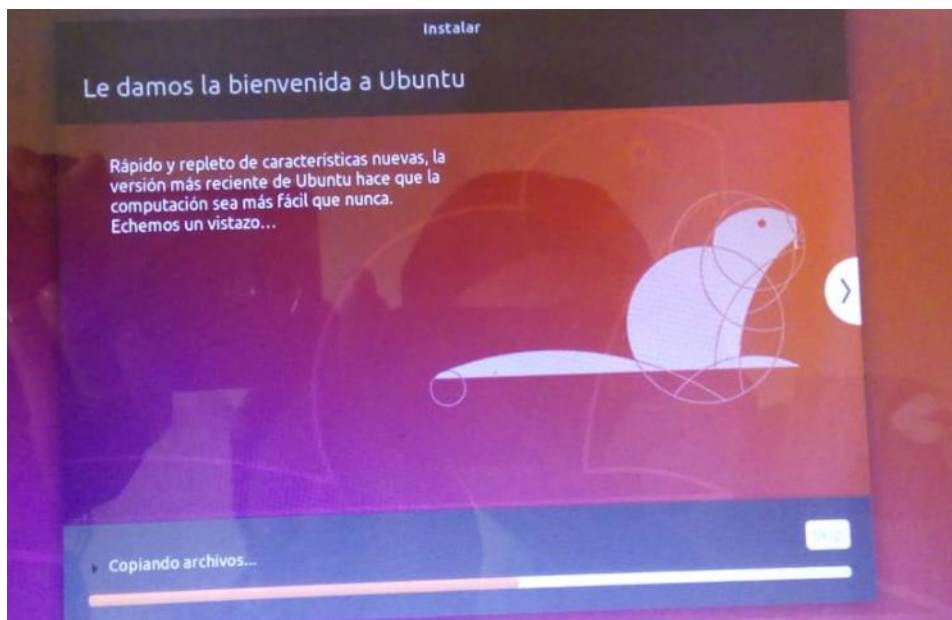 Instalar
Le damos la bienvenida a Ubuntu
Rápido y repleto de características nuevas, la
versión más reciente de Ubuntu hace que la
computación sea más fácil que nunca.
Echemos un vistazo...
Skip
Copiando archivos...